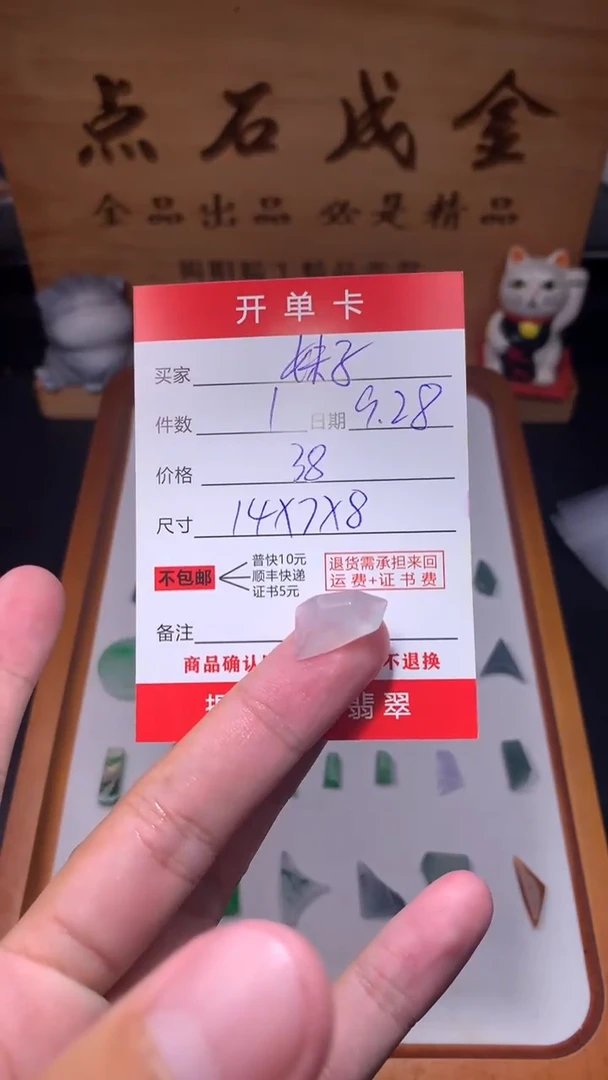 点石成金
全品出品 必是精品
开单卡
买家 妹子
件数 1 日期 9.28
价格 38
尺寸 14X7X8
不包邮
普快10元
顺丰快递
证书5元
退货需承担来回
运费+证书费
备注
商品确认 不退换
翡翠